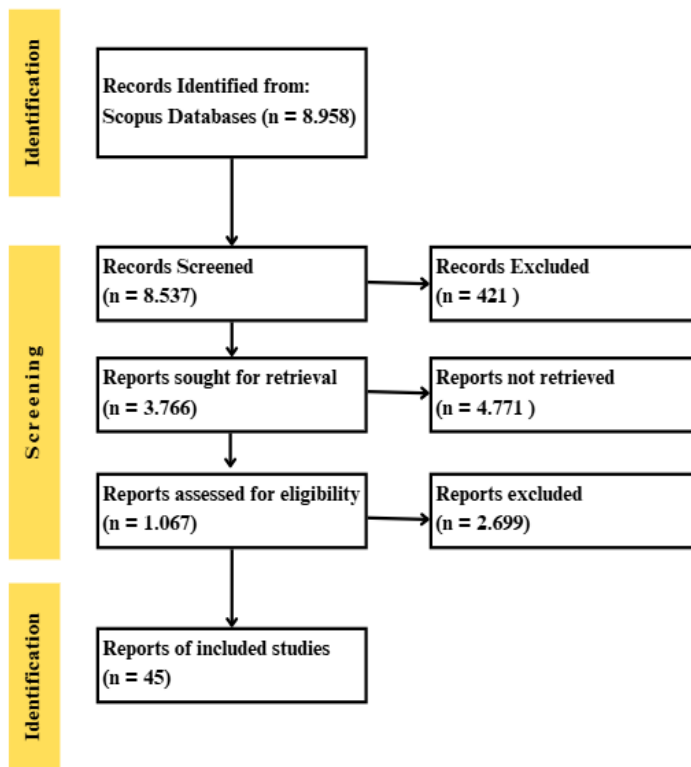 Identification
Records Identified from:
Scopus Databases (n = 8.958)
Screening
Records Screened
(n = 8.537)
Records Excluded
(n = 421 )
Reports sought for retrieval
(n = 3.766)
Reports not retrieved
(n = 4.771 )
Reports assessed for eligibility
(n = 1.067)
Reports excluded
(n = 2.699)
Identification
Reports of included studies
(n = 45)